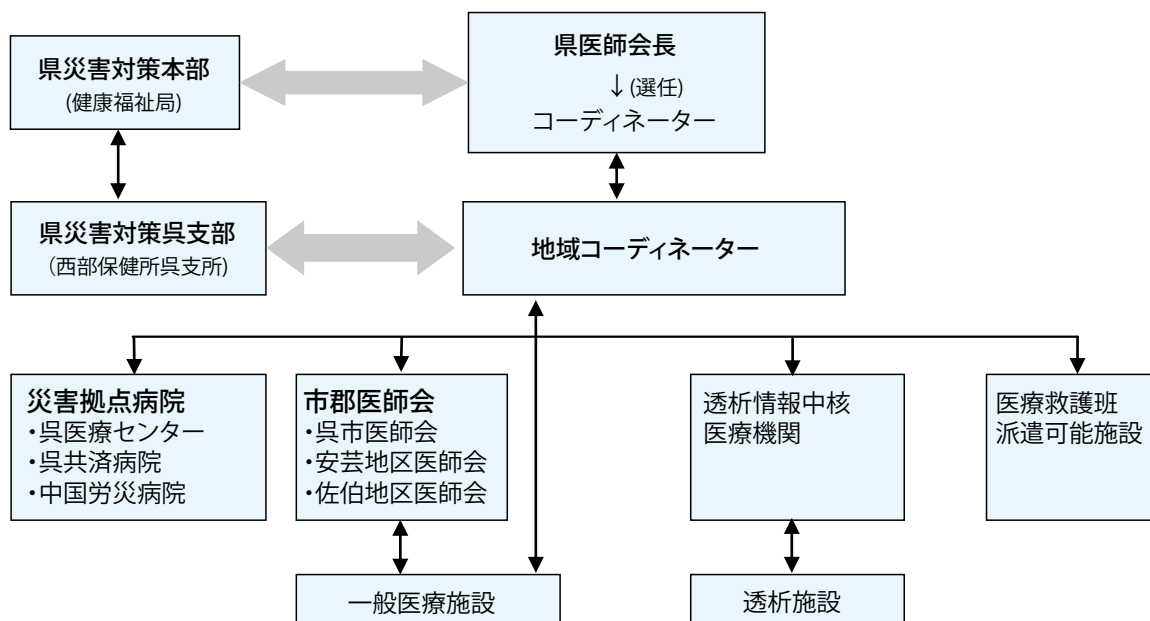 県災害対策本部
(健康福祉局)
県医師会長
↓(選任)
コーディネーター
県災害対策呉支部
(西部保健所呉支所)
地域コーディネーター
災害拠点病院
・呉医療センター
・呉共済病院
・中国労災病院
市郡医師会
・呉市医師会
・安芸地区医師会
・佐伯地区医師会
透析情報中核
医療機関
医療救護班
派遣可能施設
一般医療施設
透析施設